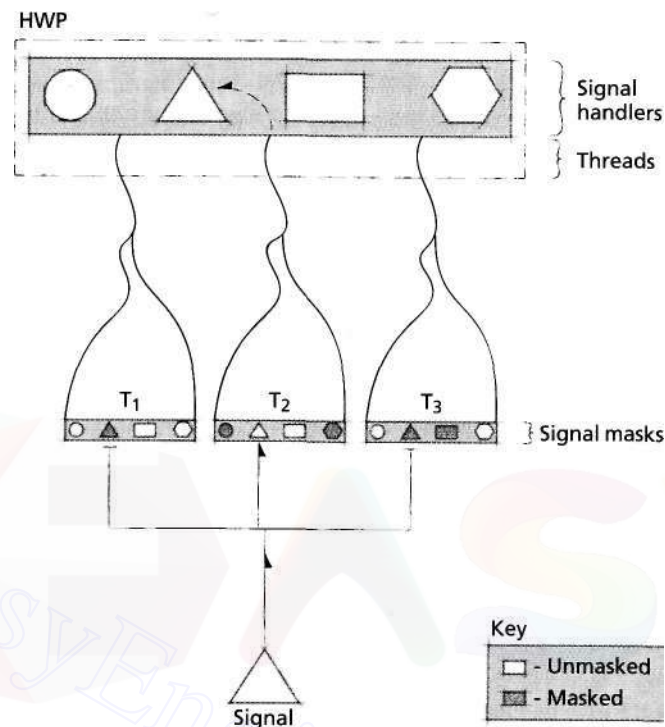 HWP
Signal
handlers
Threads
T1
T2
T3
Signal masks
Signal
Key
- Unmasked
- Masked